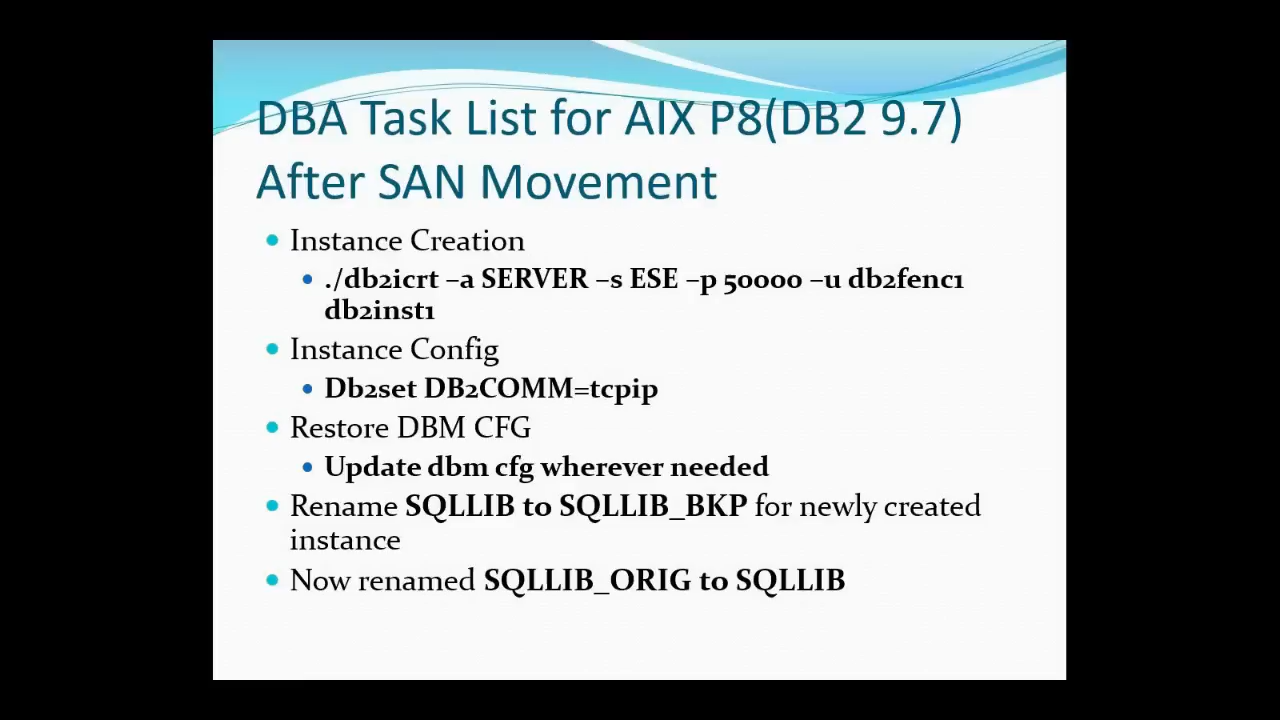 DBA Task List for AIX P8(DB2 9.7)
After SAN Movement
• Instance Creation
• ./db2icrt –a SERVER –s ESE –p 50000 –u db2fenc1
db2inst1
• Instance Config
• Db2set DB2COMM=tcpip
• Restore DBM CFG
• Update dbm cfg wherever needed
• Rename SQLLIB to SQLLIB_BKP for newly created
instance
• Now renamed SQLLIB_ORIG to SQLLIB